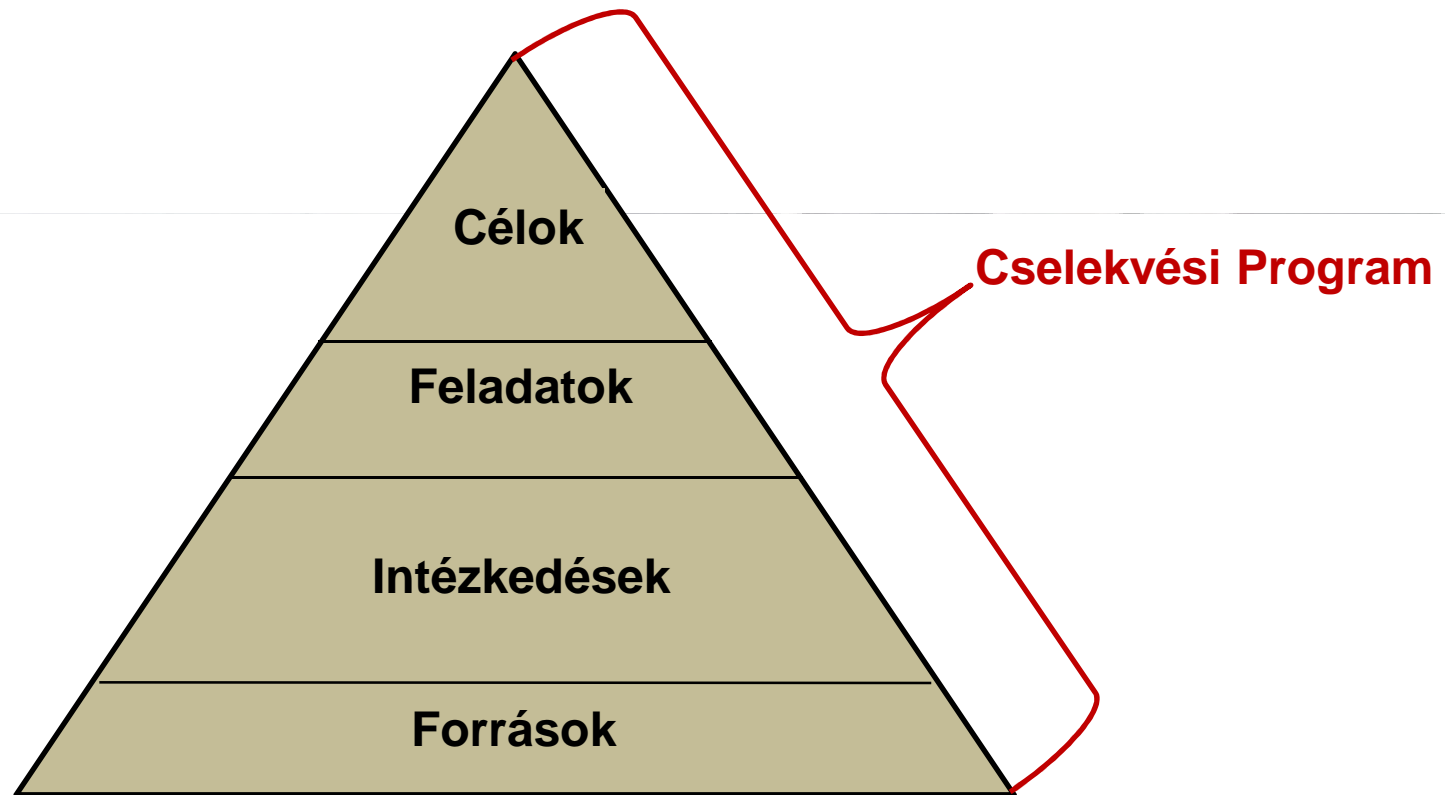 Célok
Cselekvési Program
Feladatok
Intézkedések
Források